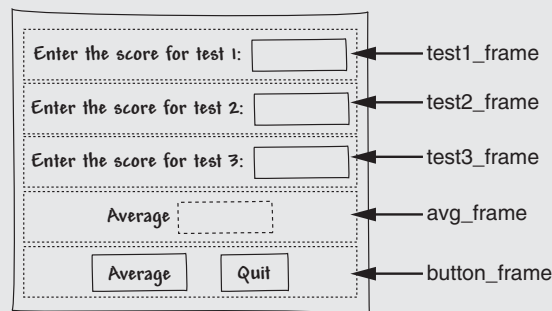 Enter the score for test 1: test1_frame
Enter the score for test 2: test2_frame
Enter the score for test 3: test3_frame
Average avg_frame
Average Quit button_frame